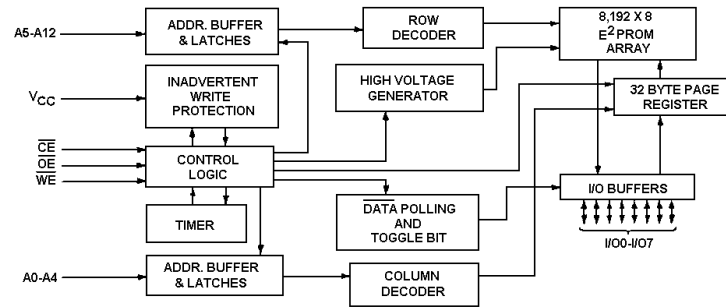 A5-A12
ADDR. BUFFER
& LATCHES
ROW
DECODER
8,192 X 8
E²PROM
ARRAY
INADVERTENT
WRITE
PROTECTION
HIGH VOLTAGE
GENERATOR
32 BYTE PAGE
REGISTER
VCC
CE
OE
WE
CONTROL
LOGIC
I/O BUFFERS
TIMER
DATA POLLING
AND
TOGGLE BIT
I/O0-I/O7
A0-A4
ADDR. BUFFER
& LATCHES
COLUMN
DECODER